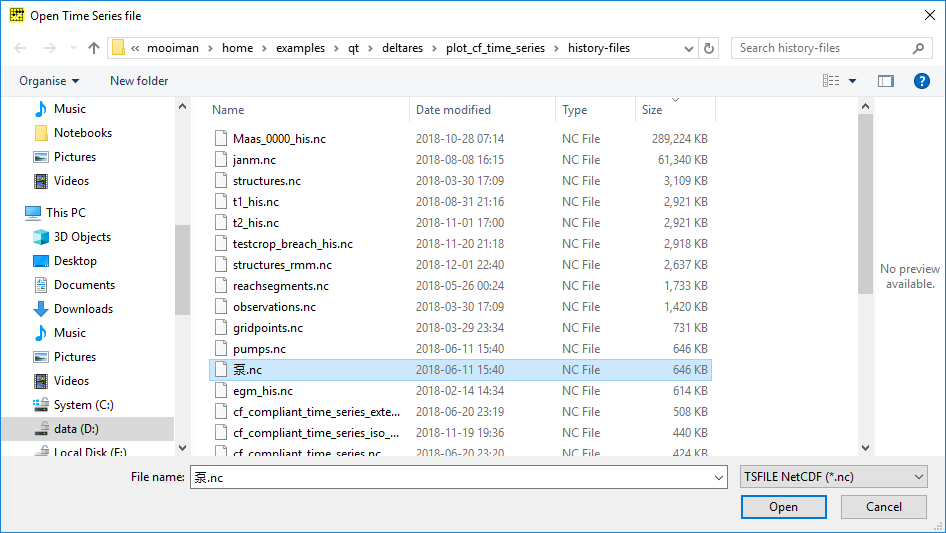 Open Time Series file
« mooiman > home > examples > qt > deltares > plot_cf_time_series > history-files
Search history-files
Organise
New folder
?
Music
Notebooks
Pictures
Videos
This PC
3D Objects
Desktop
Documents
Downloads
Music
Pictures
Videos
System (C:)
data (D:)
Local Disk (E:)
Name Date modified Type Size
Maas_0000_his.nc 2018-10-28 07:14 NC File 289,224 KB
janm.nc 2018-08-08 16:15 NC File 61,340 KB
structures.nc 2018-03-30 17:09 NC File 3,109 KB
t1_his.nc 2018-08-31 21:16 NC File 2,921 KB
t2_his.nc 2018-11-01 17:00 NC File 2,921 KB
testcrop_breach_his.nc 2018-11-20 21:18 NC File 2,918 KB
structures_rmm.nc 2018-12-01 22:40 NC File 2,637 KB
reachsegments.nc 2018-05-26 00:24 NC File 1,733 KB
observations.nc 2018-03-30 17:09 NC File 1,420 KB
gridpoints.nc 2018-03-29 23:34 NC File 731 KB
pumps.nc 2018-06-11 15:40 NC File 646 KB
泵.nc 2018-06-11 15:40 NC File 646 KB
egm_his.nc 2018-02-14 14:34 NC File 614 KB
cf_compliant_time_series_exte... 2018-06-20 23:19 NC File 508 KB
cf_compliant_time_series_iso_... 2018-11-19 19:36 NC File 440 KB
cf_compliant_time_series.nc 2018-06-20 23:20 NC File 424 KB
No preview
available.
File name: 泵.nc
TSFILE NetCDF (*.nc)
Open
Cancel